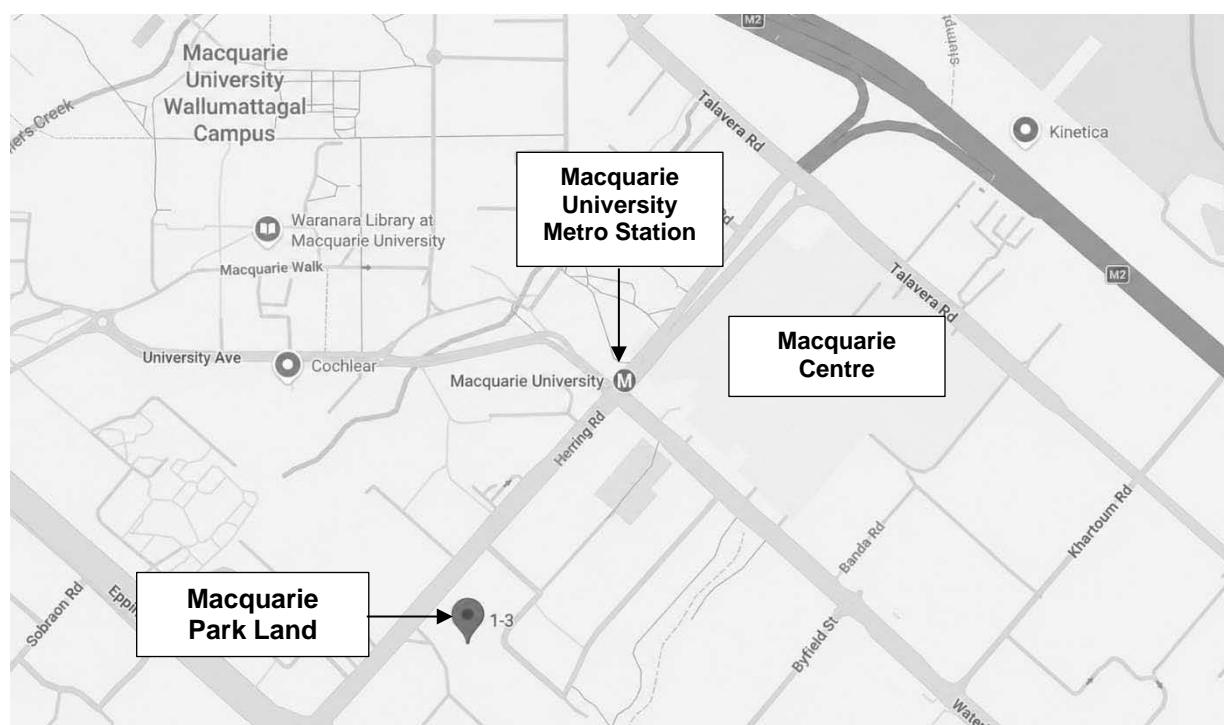 M2
Macquarie
University
Wallumattagal
Campus
Talavera Rd
Kinetica
Macquarie
University
Metro Station
Rd
Waranara Library at
Macquarie University
Macquarie Walk
Talavera Rd
M2
Macquarie
Centre
University Ave
Cochlear
Macquarie University
M
Herring Rd
Khartoum Rd
Banda Rd
Sobraon Rd
Macquarie
Park Land
1-3
Byfield St